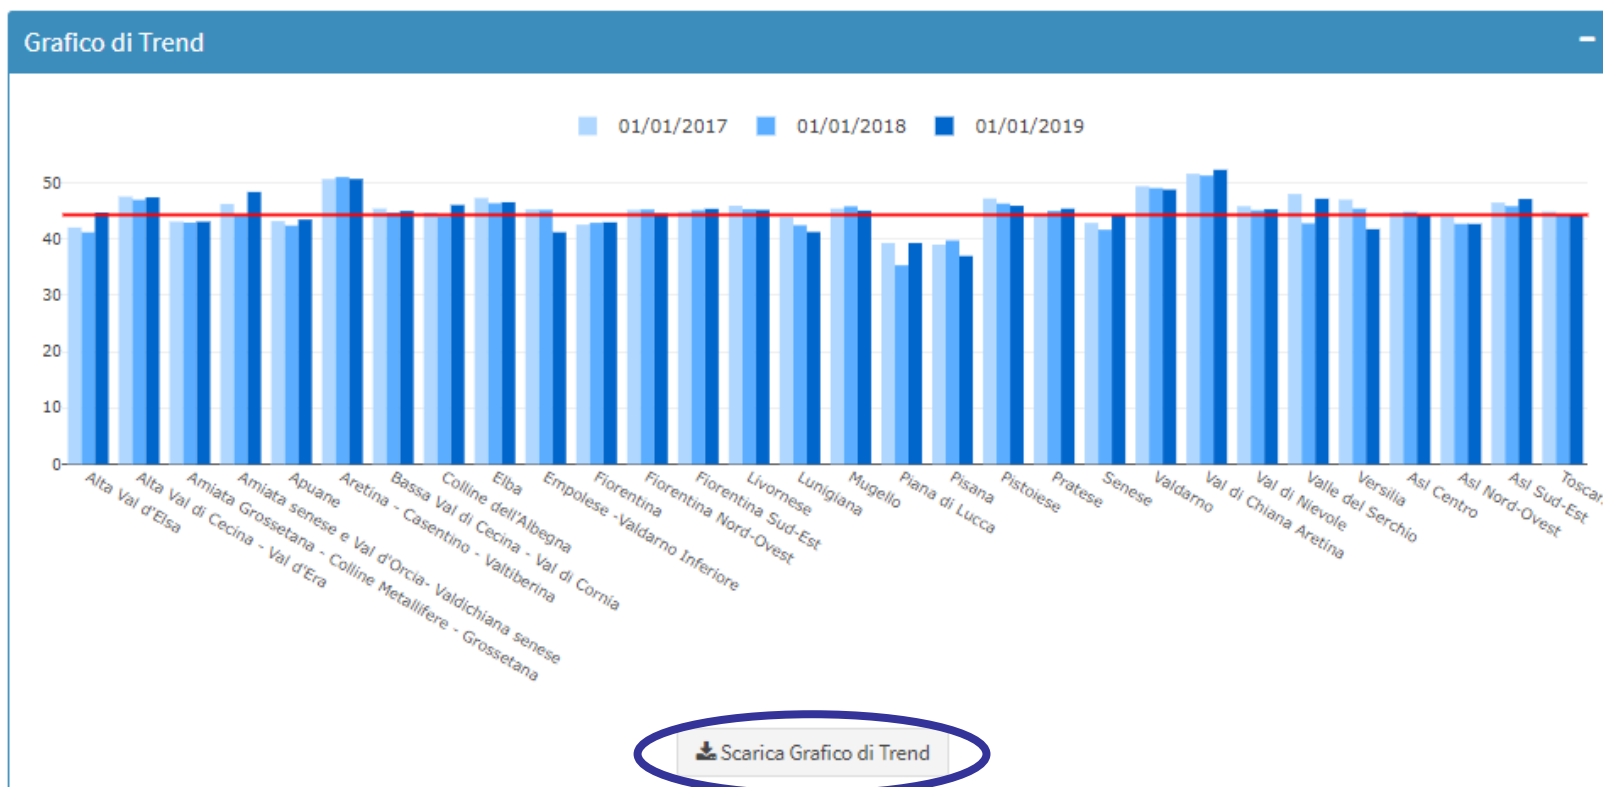 Grafico di Trend
01/01/2017 01/01/2018 01/01/2019
50
40
30
20
10
0
Alta Val d'Elsa
Alta Val di Cecina - Val d'Era
Amiata Grossetana - Colline Metallifere - Grossetana
Amiata senese e Val d'Orcia- Valdichiana senese
Apuane
Aretina - Casentino - Valtiberina
Bassa Val di Cecina - Val di Cornia
Colline dell'Albegna
Elba
Empolese -Valdarno Inferiore
Fiorentina
Fiorentina Nord-Ovest
Fiorentina Sud-Est
Livornese
Lunigiana
Mugello
Piana di Lucca
Pisana
Pistoiese
Pratese
Senese
Valdarno
Val di Chiana Aretina
Val di Nievole
Valle del Serchio
Versilia
Asl Centro
Asl Nord-Ovest
Asl Sud-Est
Toscan
Scarica Grafico di Trend